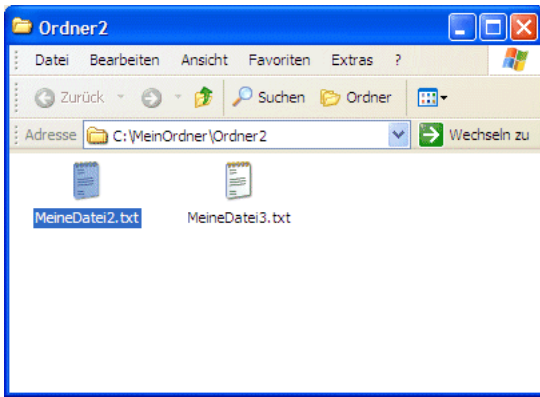 Ordner2
Datei Bearbeiten Ansicht Favoriten Extras ?
Zurück Suchen Ordner
Adresse C:\MeinOrdner\Ordner2 Wechseln zu
MeineDatei2.txt MeineDatei3.txt